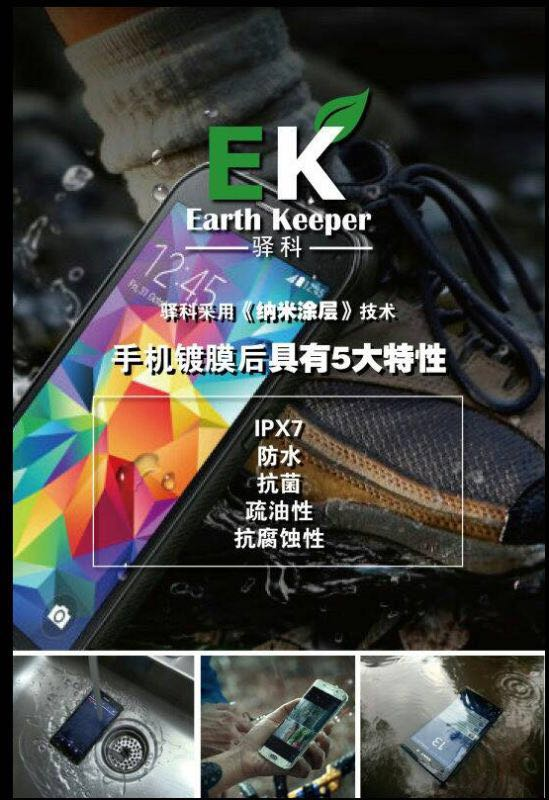 EK
Earth Keeper
驿科
12:45
驿科采用《纳米涂层》技术
手机镀膜后具有5大特性
IPX7
防水
抗菌
疏油性
抗腐蚀性
13